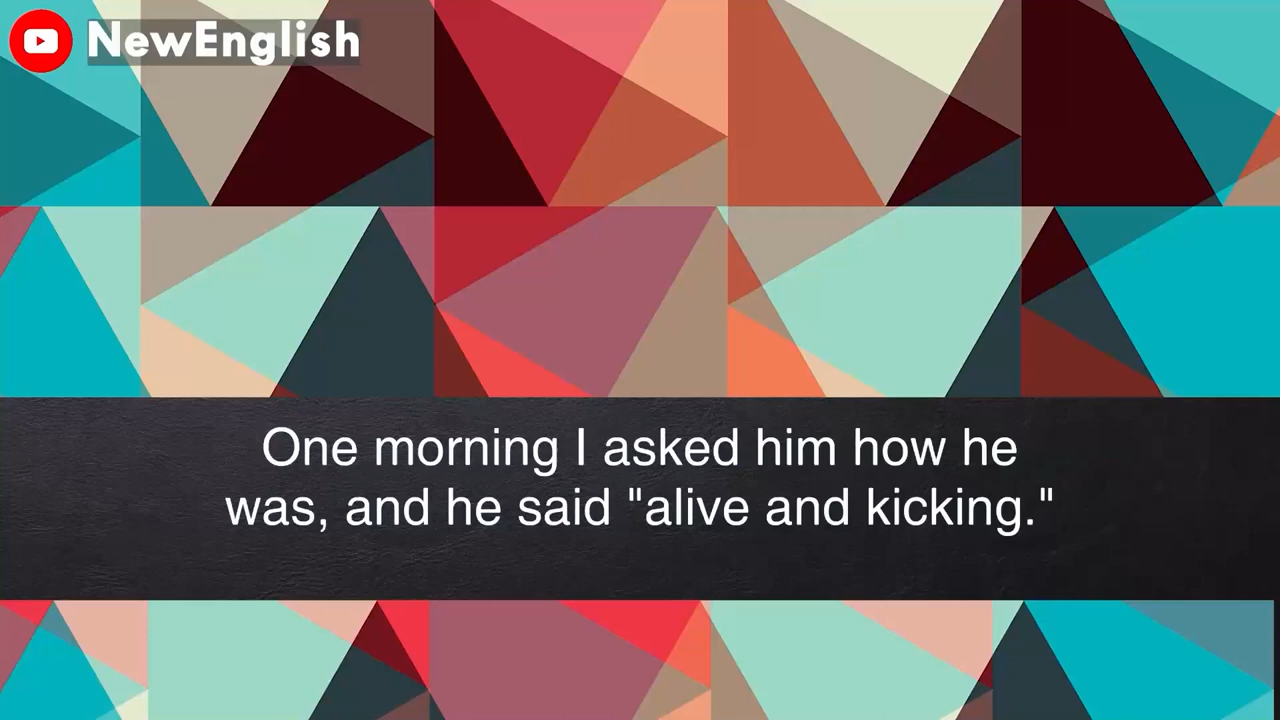 NewEnglish
One morning I asked him how he
was, and he said "alive and kicking."